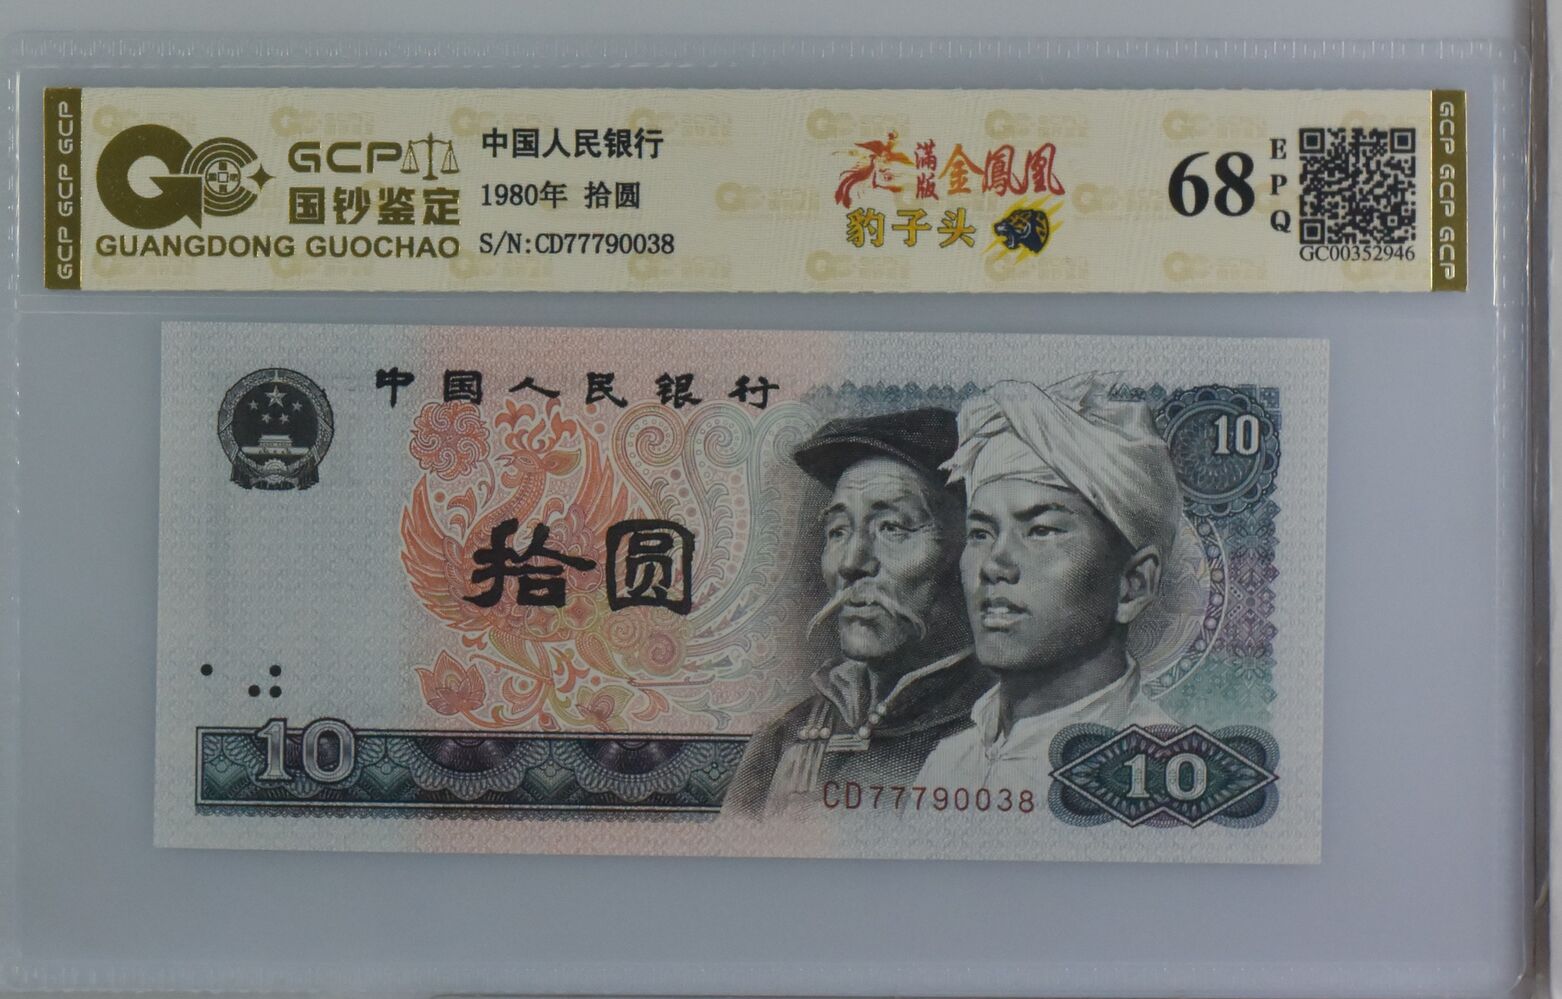 GCP GCP GCP
GCP
国钞鉴定
GUANGDONG GUOCHAO
中国人民银行
1980年 拾圆
S/N:CD77790038
满版
金鳳凰
豹子头
68
EPQ
GC00352946
GCP GCP GCP
中国人民银行
10
拾圆
10
CD77790038
10